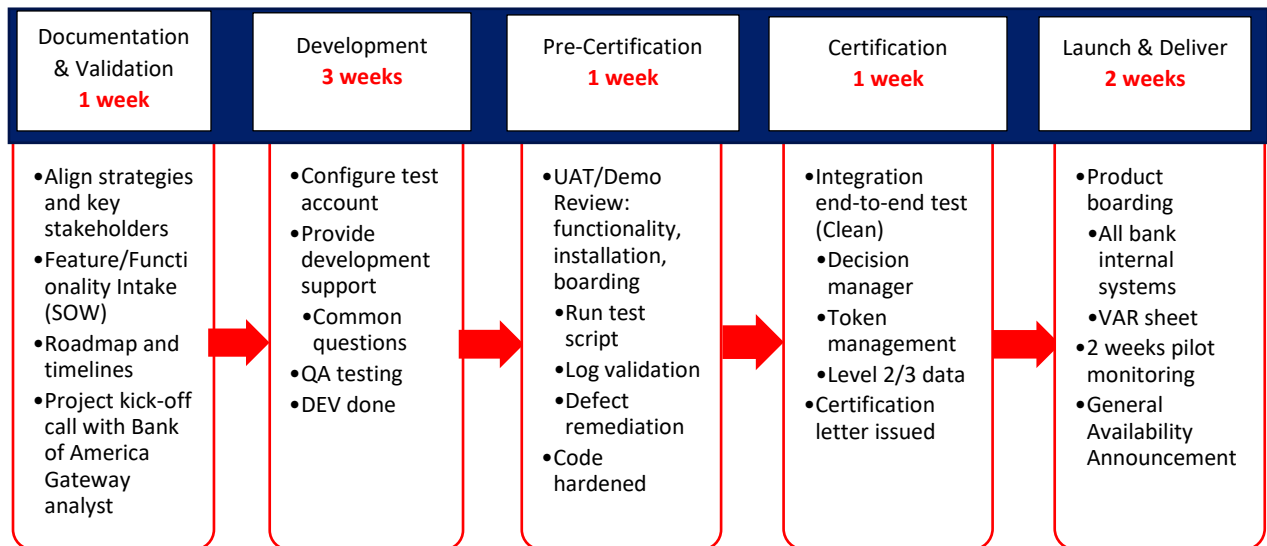 Documentation
& Validation
1 week
•Align strategies
and key
stakeholders
•Feature/Functi
onality Intake
(SOW)
•Roadmap and
timelines
•Project kick-off
call with Bank
of America
Gateway
analyst
Development
3 weeks
•Configure test
account
•Provide
development
support
•Common
questions
•QA testing
•DEV done
Pre-Certification
1 week
•UAT/Demo
Review:
functionality,
installation,
boarding
•Run test
script
•Log validation
•Defect
remediation
•Code
hardened
Certification
1 week
•Integration
end-to-end test
(Clean)
•Decision
manager
•Token
management
•Level 2/3 data
•Certification
letter issued
Launch & Deliver
2 weeks
•Product
boarding
•All bank
internal
systems
•VAR sheet
•2 weeks pilot
monitoring
•General
Availability
Announcement